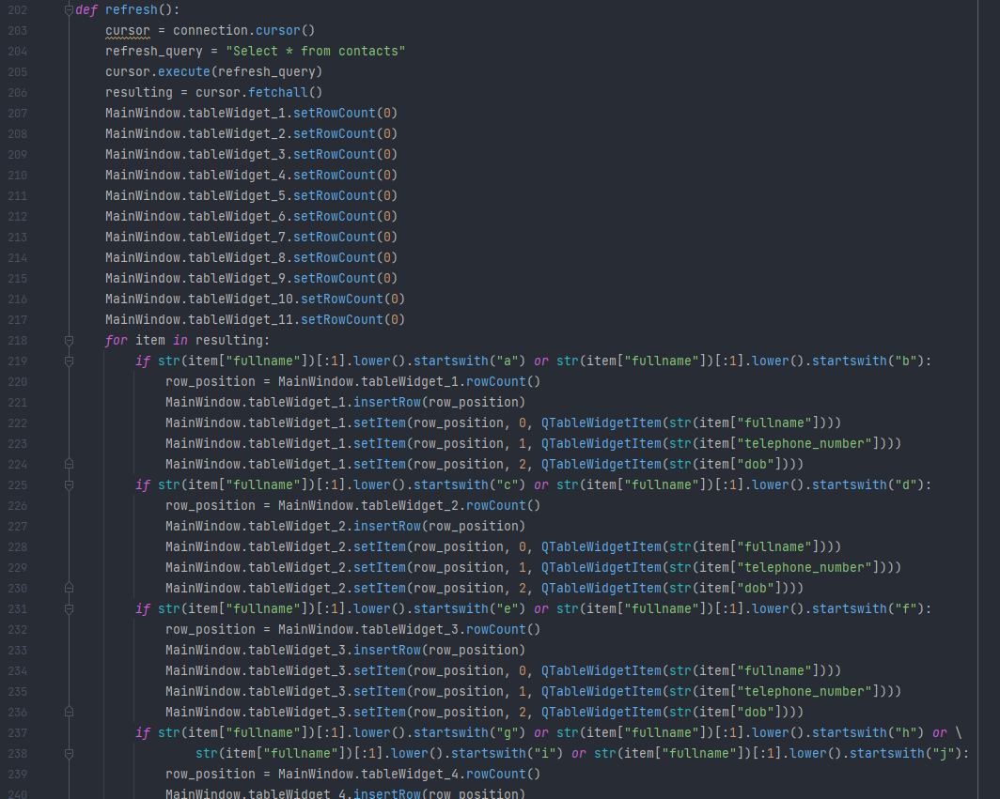 202 def refresh():
203     cursor = connection.cursor()
204     refresh_query = "Select * from contacts"
205     cursor.execute(refresh_query)
206     resulting = cursor.fetchall()
207     MainWindow.tableWidget_1.setRowCount(0)
208     MainWindow.tableWidget_2.setRowCount(0)
209     MainWindow.tableWidget_3.setRowCount(0)
210     MainWindow.tableWidget_4.setRowCount(0)
211     MainWindow.tableWidget_5.setRowCount(0)
212     MainWindow.tableWidget_6.setRowCount(0)
213     MainWindow.tableWidget_7.setRowCount(0)
214     MainWindow.tableWidget_8.setRowCount(0)
215     MainWindow.tableWidget_9.setRowCount(0)
216     MainWindow.tableWidget_10.setRowCount(0)
217     MainWindow.tableWidget_11.setRowCount(0)
218     for item in resulting:
219         if str(item["fullname"])[:1].lower().startswith("a") or str(item["fullname"])[:1].lower().startswith("b"):
220             row_position = MainWindow.tableWidget_1.rowCount()
221             MainWindow.tableWidget_1.insertRow(row_position)
222             MainWindow.tableWidget_1.setItem(row_position, 0, QTableWidgetItem(str(item["fullname"])))
223             MainWindow.tableWidget_1.setItem(row_position, 1, QTableWidgetItem(str(item["telephone_number"])))
224             MainWindow.tableWidget_1.setItem(row_position, 2, QTableWidgetItem(str(item["dob"])))
225         if str(item["fullname"])[:1].lower().startswith("c") or str(item["fullname"])[:1].lower().startswith("d"):
226             row_position = MainWindow.tableWidget_2.rowCount()
227             MainWindow.tableWidget_2.insertRow(row_position)
228             MainWindow.tableWidget_2.setItem(row_position, 0, QTableWidgetItem(str(item["fullname"])))
229             MainWindow.tableWidget_2.setItem(row_position, 1, QTableWidgetItem(str(item["telephone_number"])))
230             MainWindow.tableWidget_2.setItem(row_position, 2, QTableWidgetItem(str(item["dob"])))
231         if str(item["fullname"])[:1].lower().startswith("e") or str(item["fullname"])[:1].lower().startswith("f"):
232             row_position = MainWindow.tableWidget_3.rowCount()
233             MainWindow.tableWidget_3.insertRow(row_position)
234             MainWindow.tableWidget_3.setItem(row_position, 0, QTableWidgetItem(str(item["fullname"])))
235             MainWindow.tableWidget_3.setItem(row_position, 1, QTableWidgetItem(str(item["telephone_number"])))
236             MainWindow.tableWidget_3.setItem(row_position, 2, QTableWidgetItem(str(item["dob"])))
237         if str(item["fullname"])[:1].lower().startswith("g") or str(item["fullname"])[:1].lower().startswith("h") or \
238                 str(item["fullname"])[:1].lower().startswith("i") or str(item["fullname"])[:1].lower().startswith("j"):
239             row_position = MainWindow.tableWidget_4.rowCount()
240             MainWindow.tableWidget_4.insertRow(row_position)